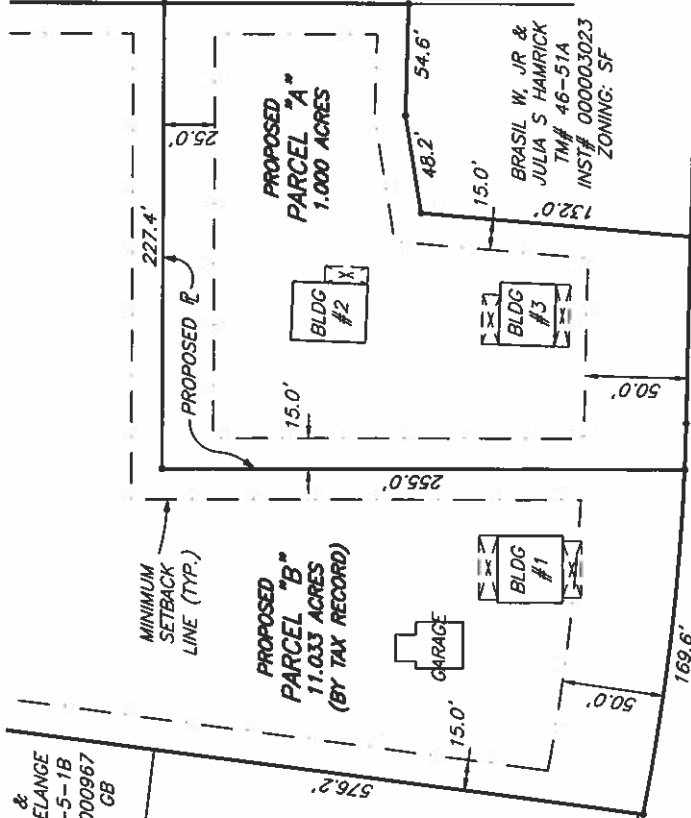 &
ELANGE
-5-1B
000967
GB
MINIMUM
SETBACK
LINE (TYP.)
PROPOSED
PARCEL "B"
11.033 ACRES
(BY TAX RECORD)
GARAGE
BLDG
#1
X
X
576.2'
15.0'
50.0'
169.6'
255.0'
15.0'
PROPOSED PL
227.4'
25.0'
PROPOSED
PARCEL "A"
1.000 ACRES
BLDG
#2
X
BLDG
#3
X
X
50.0'
15.0'
132.0'
48.2'
54.6'
BRASIL W, JR &
JULIA S HAMRICK
TM# 46-51A
INST# 000003023
ZONING: SF